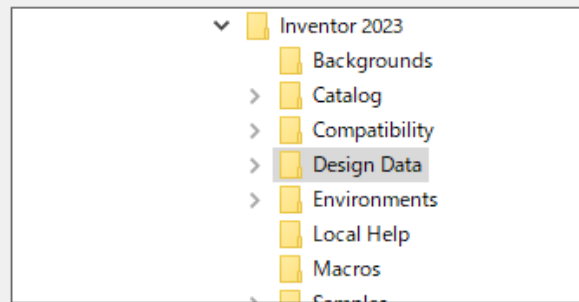 Inventor 2023
Backgrounds
Catalog
Compatibility
Design Data
Environments
Local Help
Macros